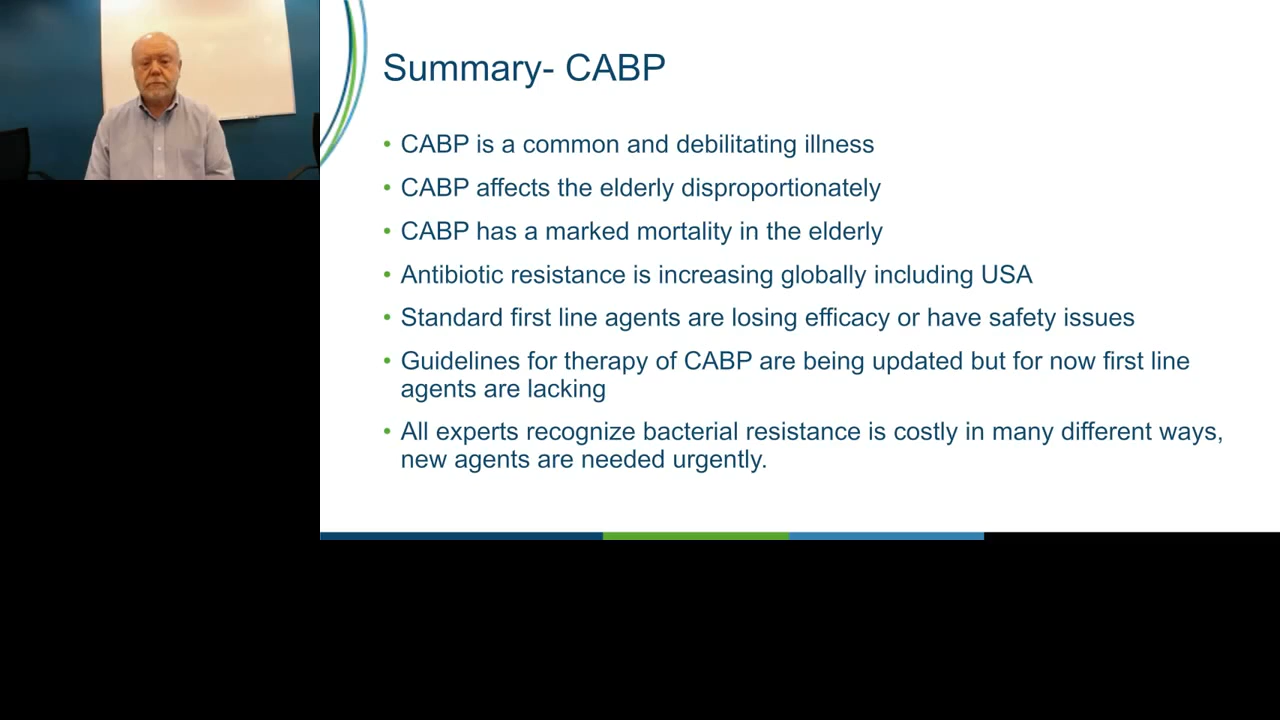 Summary- CABP
• CABP is a common and debilitating illness
• CABP affects the elderly disproportionately
• CABP has a marked mortality in the elderly
• Antibiotic resistance is increasing globally including USA
• Standard first line agents are losing efficacy or have safety issues
• Guidelines for therapy of CABP are being updated but for now first line
agents are lacking
• All experts recognize bacterial resistance is costly in many different ways,
new agents are needed urgently.